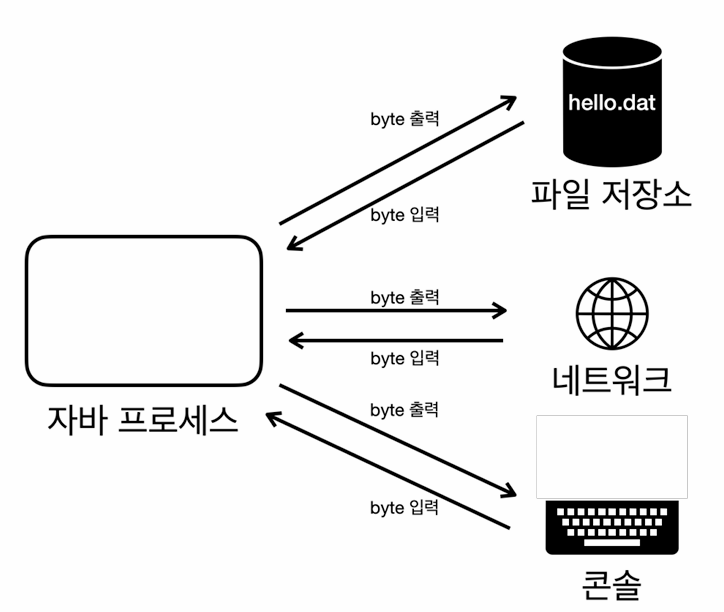 hello.dat
byte 출력
파일 저장소
byte 입력
byte 출력
네트워크
byte 입력
자바 프로세스
byte 출력
byte 입력
콘솔